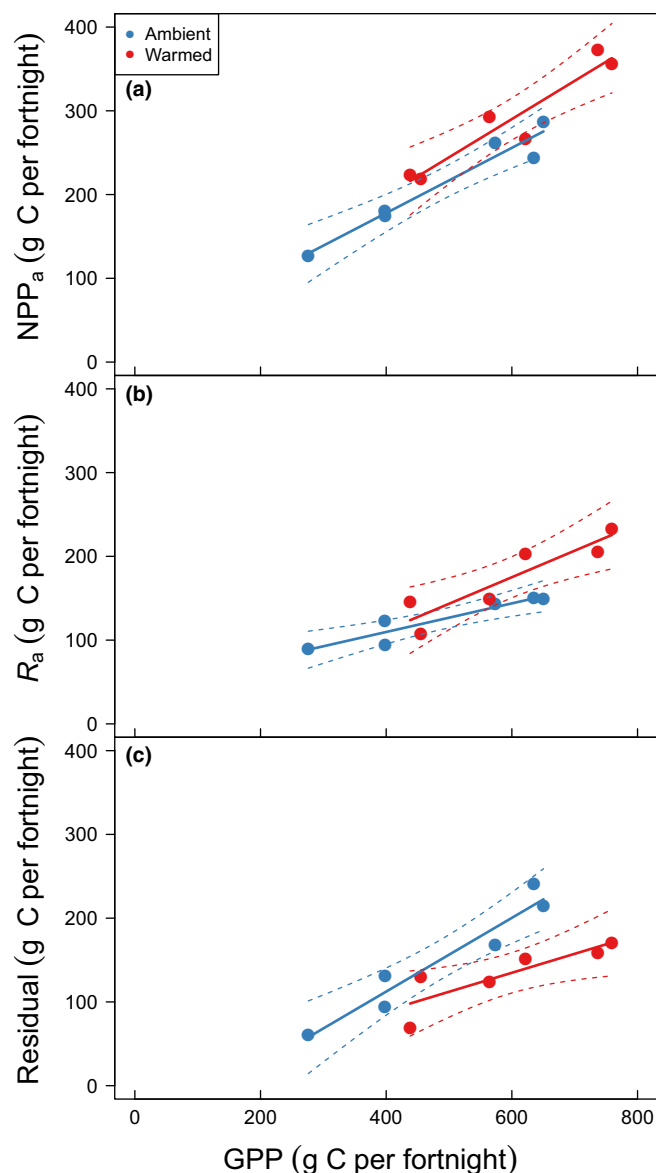 Ambient
Warmed
(a)
400
300
200
100
0
NPPa (g C per fortnight)
(b)
400
300
200
100
0
Ra (g C per fortnight)
(c)
400
300
200
100
0
Residual (g C per fortnight)
0 200 400 600 800
GPP (g C per fortnight)